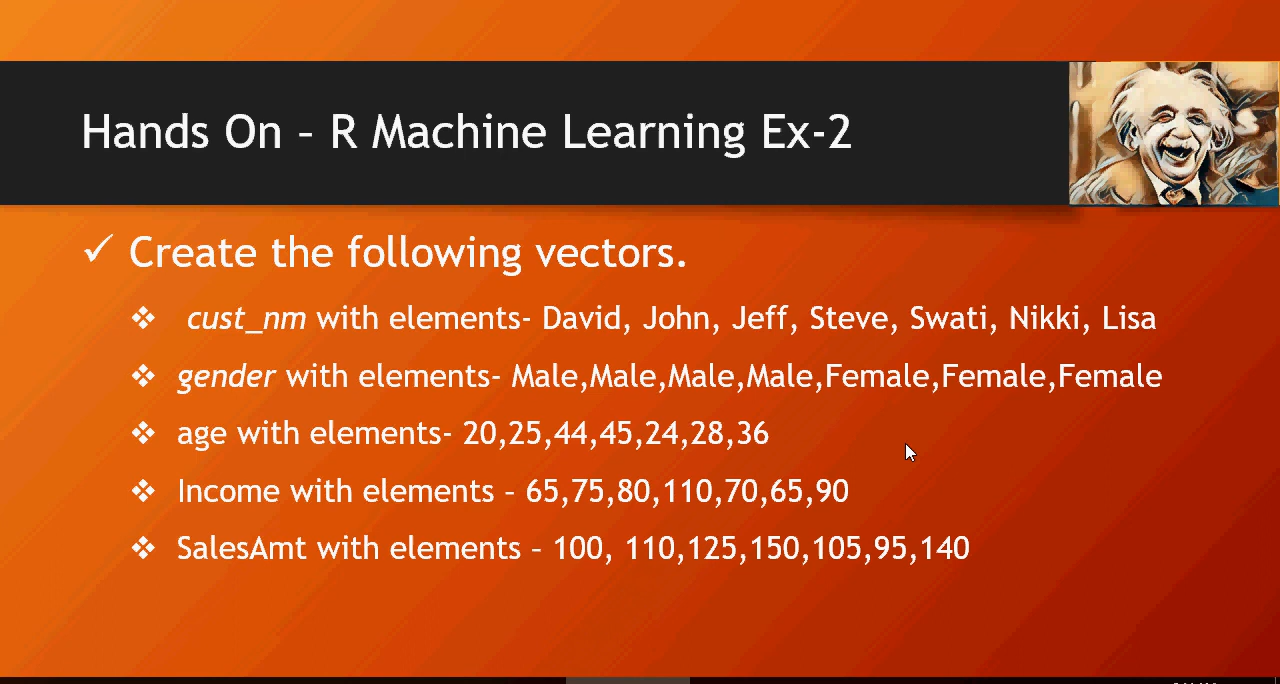 Hands On – R Machine Learning Ex-2
✓ Create the following vectors.
❖ cust_nm with elements- David, John, Jeff, Steve, Swati, Nikki, Lisa
❖ gender with elements- Male,Male,Male,Male,Female,Female,Female
❖ age with elements- 20,25,44,45,24,28,36
❖ Income with elements – 65,75,80,110,70,65,90
❖ SalesAmt with elements – 100, 110,125,150,105,95,140